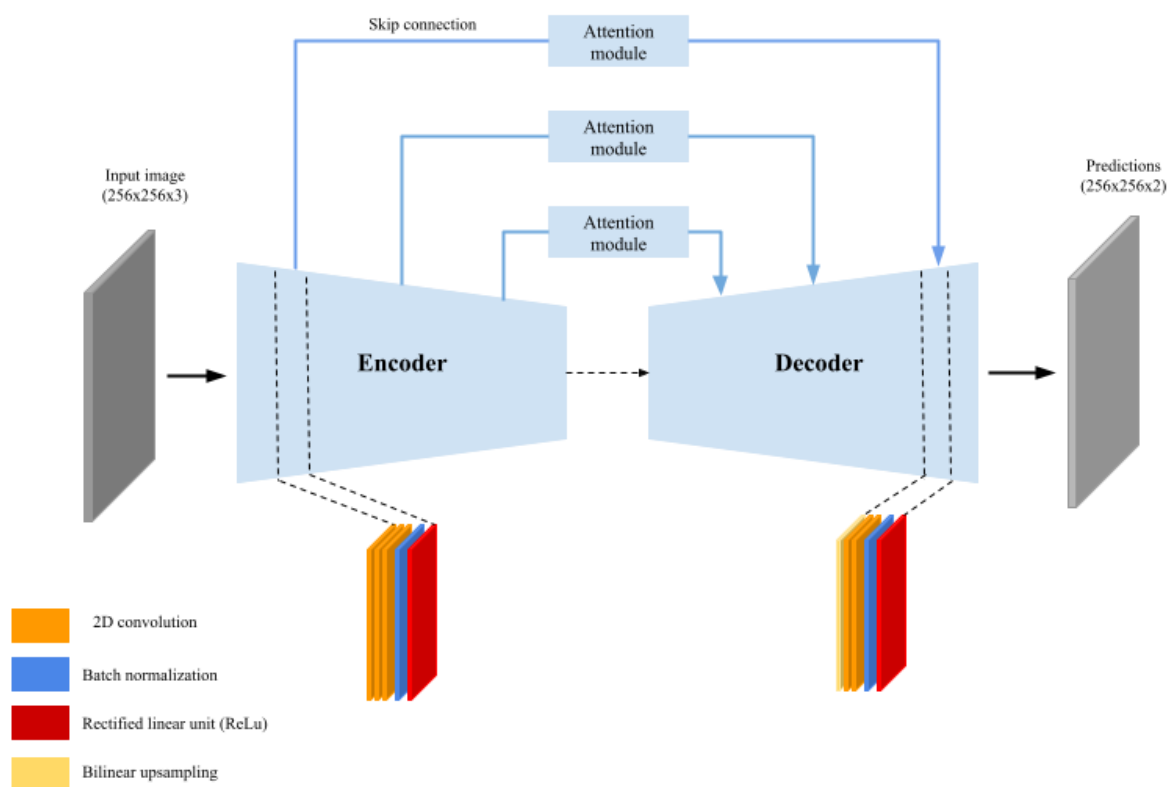 Skip connection
Attention
module
Attention
module
Attention
module
Input image
(256x256x3)
Predictions
(256x256x2)
Encoder
Decoder
2D convolution
Batch normalization
Rectified linear unit (ReLu)
Bilinear upsampling